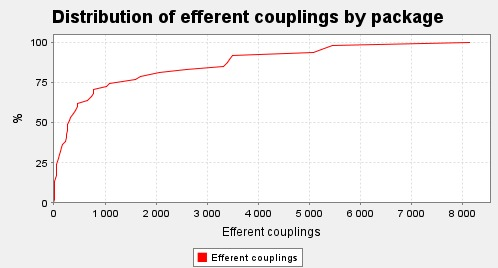 Distribution of efferent couplings by package
100
75
50
25
0
%
0 1 000 2 000 3 000 4 000 5 000 6 000 7 000 8 000
Efferent couplings
Efferent couplings